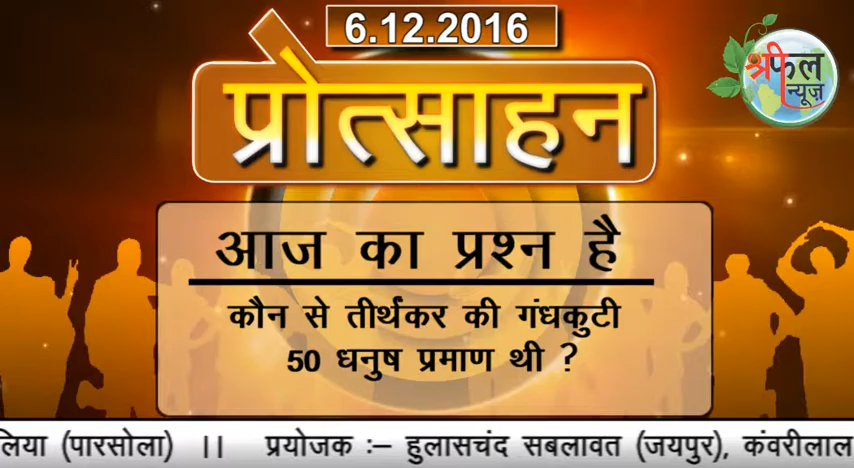 6.12.2016
श्रीफल
न्यूज़
प्रोत्साहन
आज का प्रश्न है
कौन से तीर्थंकर की गंधकुटी
50 धनुष प्रमाण थी ?
लिया (पारसोला) ।। प्रयोजक :– हुलासचंद सबलावत (जयपुर), कंवरीलाल